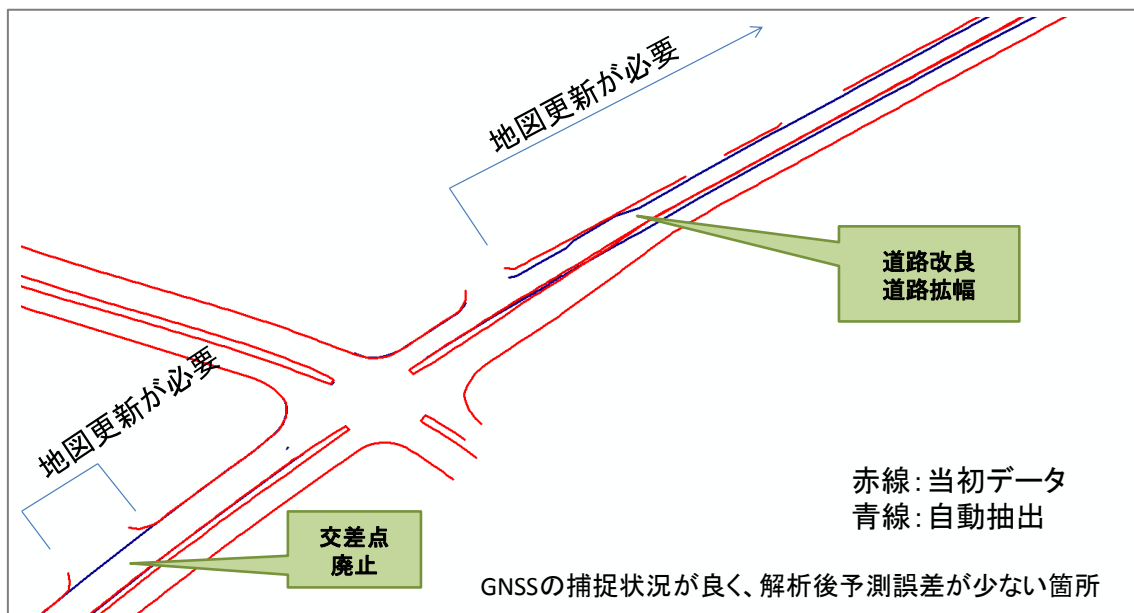 地図更新が必要
道路改良
道路拡幅
地図更新が必要
赤線：当初データ
青線：自動抽出
交差点
廃止
GNSSの捕捉状況が良く、解析後予測誤差が少ない箇所